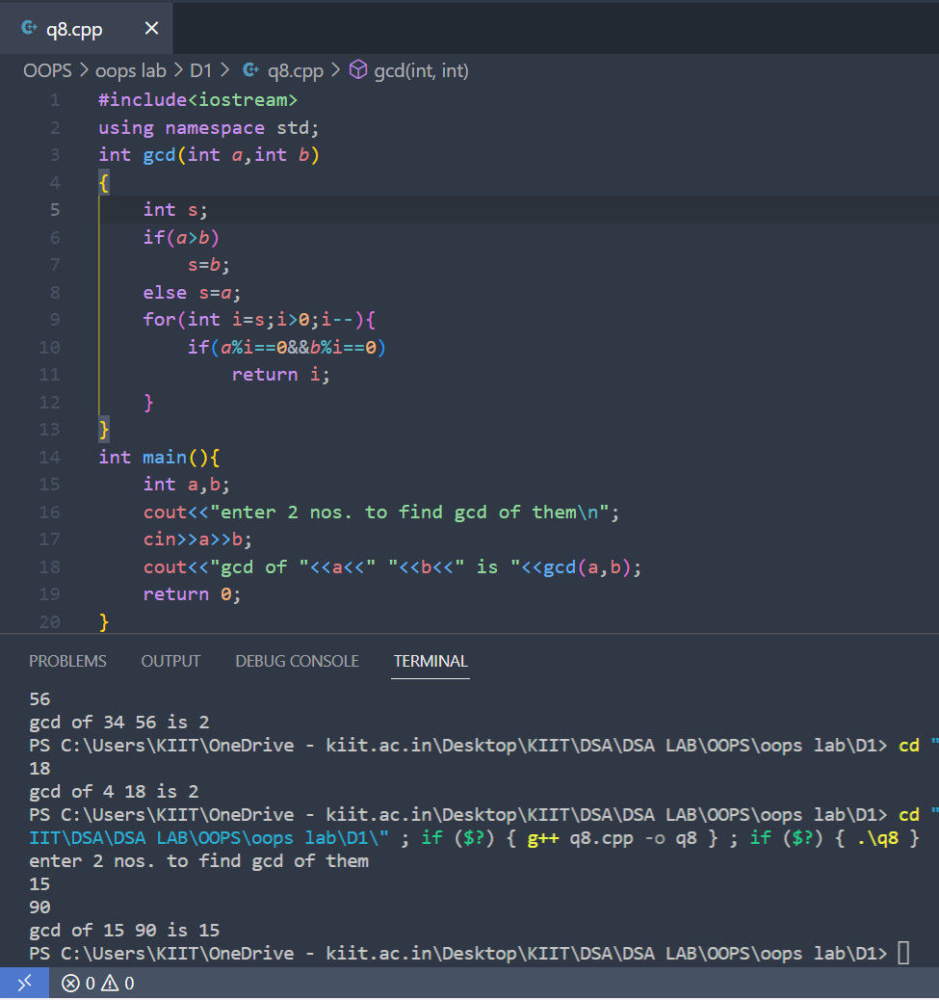 q8.cpp
OOPS > oops lab > D1 > q8.cpp > gcd(int, int)
1 #include<iostream>
2 using namespace std;
3 int gcd(int a,int b)
4 {
5     int s;
6     if(a>b)
7         s=b;
8     else s=a;
9     for(int i=s;i>0;i--){
10         if(a%i==0&&b%i==0)
11             return i;
12     }
13 }
14 int main(){
15     int a,b;
16     cout<<"enter 2 nos. to find gcd of them\n";
17     cin>>a>>b;
18     cout<<"gcd of "<<a<<" "<<b<<" is "<<gcd(a,b);
19     return 0;
20 }
PROBLEMS OUTPUT DEBUG CONSOLE TERMINAL
56
gcd of 34 56 is 2
PS C:\Users\KIIT\OneDrive - kiit.ac.in\Desktop\KIIT\DSA\DSA LAB\OOPS\oops lab\D1> cd "
18
gcd of 4 18 is 2
PS C:\Users\KIIT\OneDrive - kiit.ac.in\Desktop\KIIT\DSA\DSA LAB\OOPS\oops lab\D1> cd "
IIT\DSA\DSA LAB\OOPS\oops lab\D1\" ; if ($?) { g++ q8.cpp -o q8 } ; if ($?) { .\q8 }
enter 2 nos. to find gcd of them
15
90
gcd of 15 90 is 15
PS C:\Users\KIIT\OneDrive - kiit.ac.in\Desktop\KIIT\DSA\DSA LAB\OOPS\oops lab\D1>
0 0